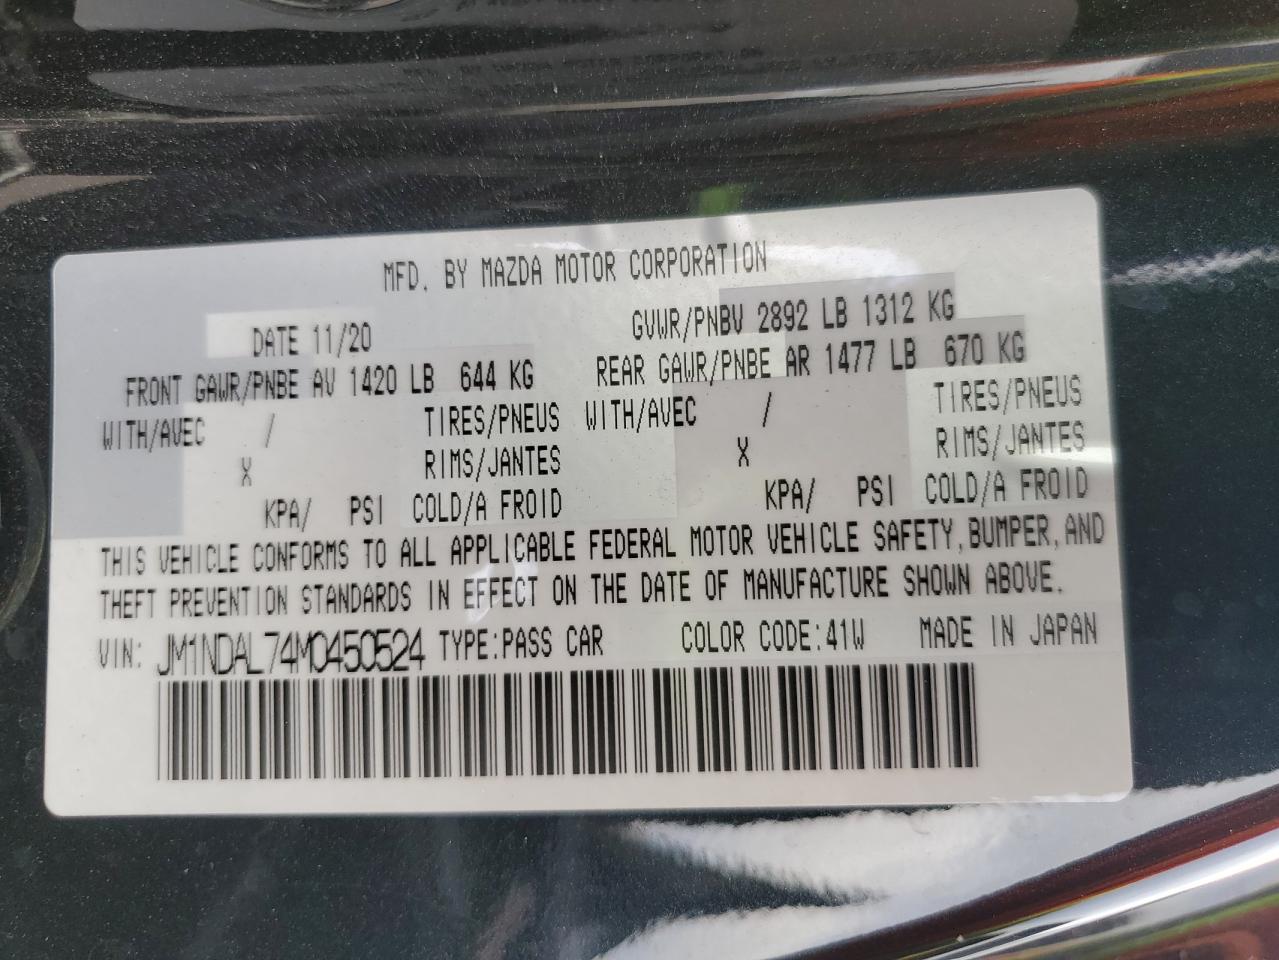 MFD. BY MAZDA MOTOR CORPORATION
DATE 11/20 GVWR/PNBV 2892 LB 1312 KG
FRONT GAWR/PNBE AV 1420 LB 644 KG REAR GAWR/PNBE AR 1477 LB 670 KG
WITH/AVEC / TIRES/PNEUS WITH/AVEC / TIRES/PNEUS
X RIMS/JANTES X RIMS/JANTES
KPA/ PSI COLD/A FROID KPA/ PSI COLD/A FROID
THIS VEHICLE CONFORMS TO ALL APPLICABLE FEDERAL MOTOR VEHICLE SAFETY, BUMPER, AND
THEFT PREVENTION STANDARDS IN EFFECT ON THE DATE OF MANUFACTURE SHOWN ABOVE.
VIN: JM1NDAL74M0450524 TYPE:PASS CAR COLOR CODE:41W MADE IN JAPAN